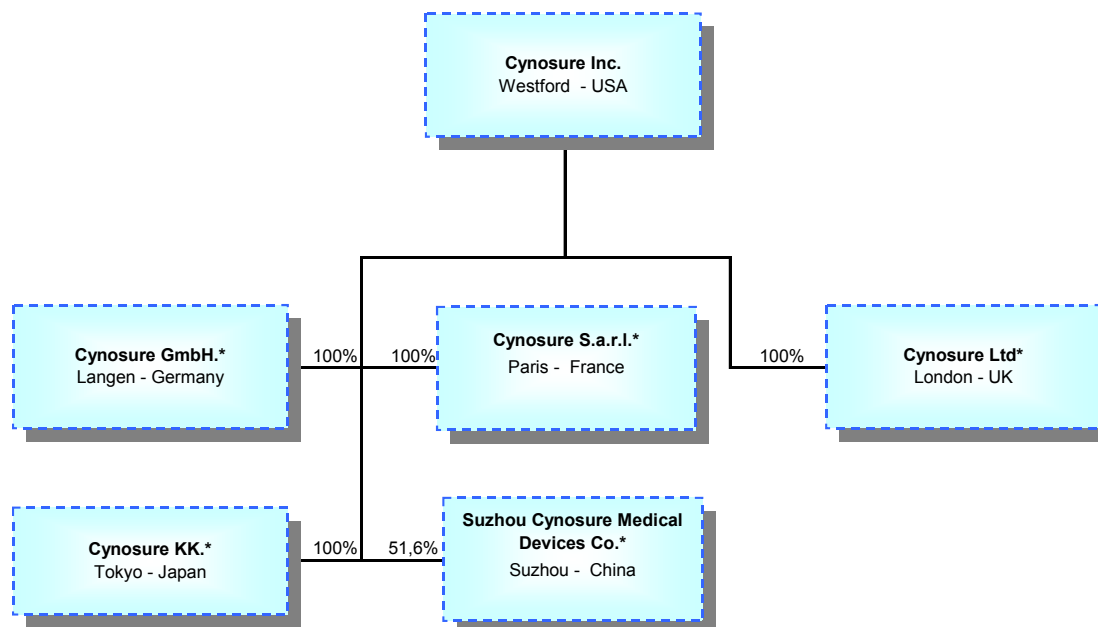 Cynosure Inc.
Westford - USA
Cynosure GmbH.*
Langen - Germany
100%
100%
Cynosure S.a.r.l.*
Paris - France
100%
Cynosure Ltd*
London - UK
Cynosure KK.*
Tokyo - Japan
100%
51,6%
Suzhou Cynosure Medical
Devices Co.*
Suzhou - China